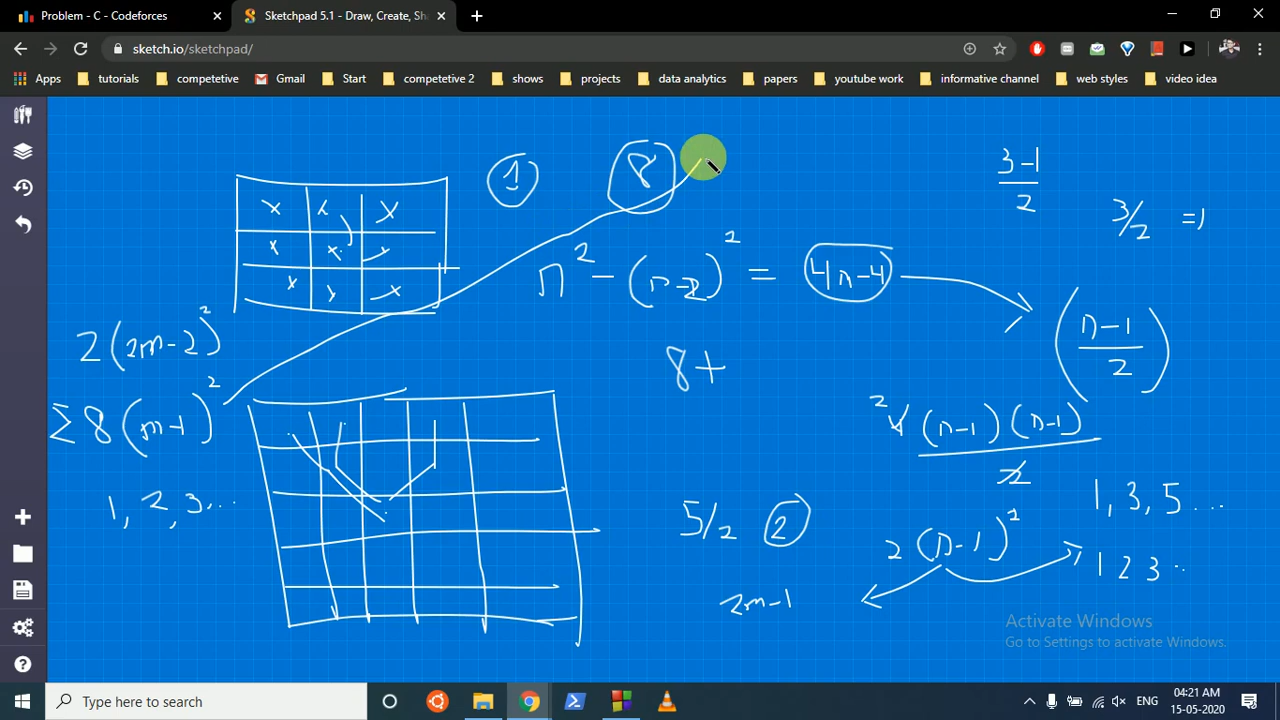 Problem - C - Codeforces
Sketchpad 5.1 - Draw, Create, Sha
sketch.io/sketchpad/
Apps tutorials competetive Gmail Start competetive 2 shows projects data analytics papers youtube work informative channel web styles video idea
1 8
3-1
2
3/2 =1
x x x
x x x
x x x
n² - (n-2)² = 4n-4
(n-1
2)
2(2m-2)²
8+
Σ8(m-1)²
²4(n-1)(n-1)
2
1, 2, 3, ..
5/2 2
1, 3, 5 ...
2(n-1)²
1 2 3 ..
2m-1
Activate Windows
Go to Settings to activate Windows.
Type here to search
ENG
04:21 AM
15-05-2020